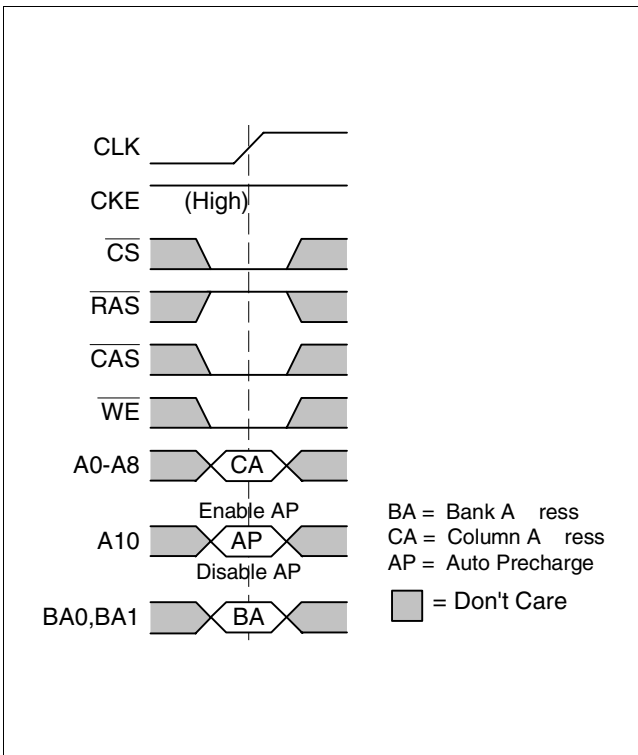 CLK
CKE (High)
CS
RAS
CAS
WE
A0-A8 CA
Enable AP
A10 AP
Disable AP
BA0,BA1 BA
BA = Bank A ress
CA = Column A ress
AP = Auto Precharge
= Don't Care